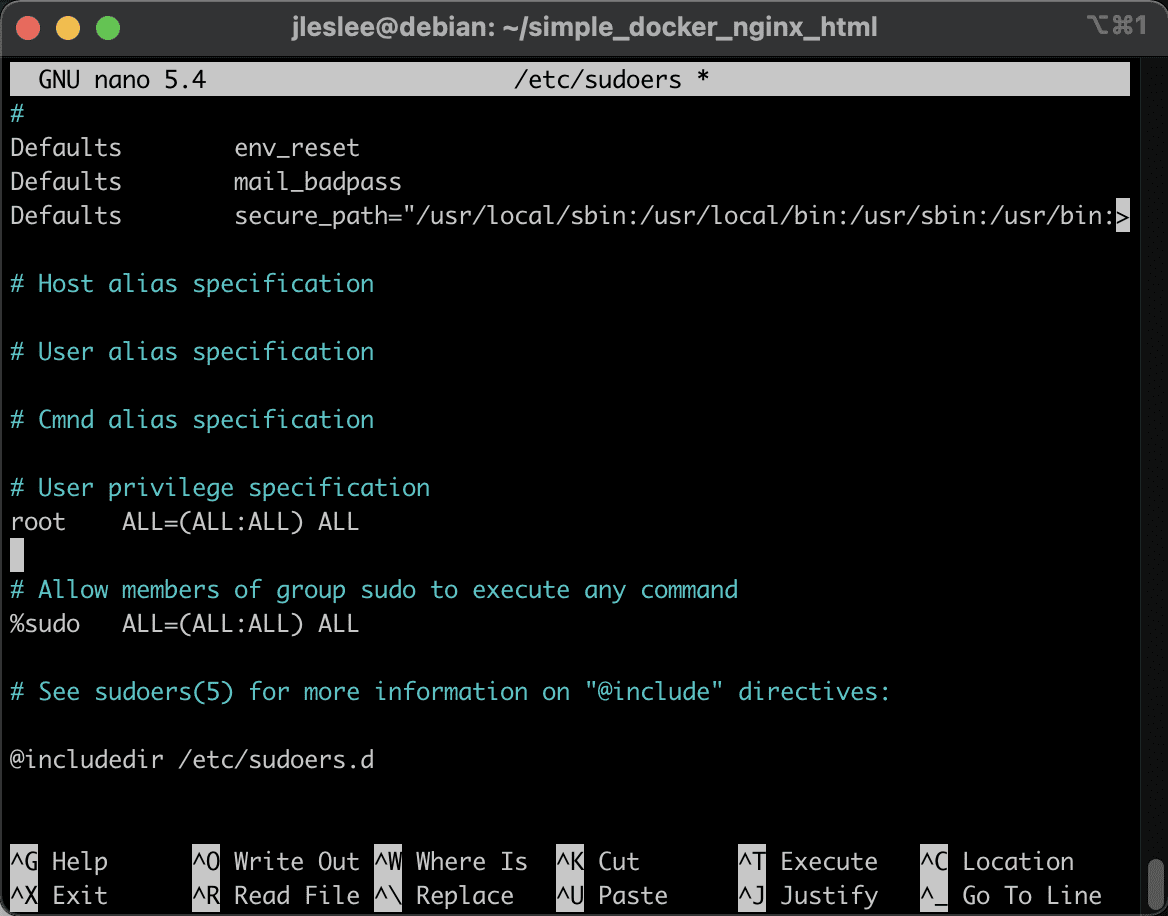 jleslee@debian: ~/simple_docker_nginx_html ⌥⌘1
GNU nano 5.4 /etc/sudoers *
#
Defaults env_reset
Defaults mail_badpass
Defaults secure_path="/usr/local/sbin:/usr/local/bin:/usr/sbin:/usr/bin:>
# Host alias specification
# User alias specification
# Cmnd alias specification
# User privilege specification
root ALL=(ALL:ALL) ALL
# Allow members of group sudo to execute any command
%sudo ALL=(ALL:ALL) ALL
# See sudoers(5) for more information on "@include" directives:
@includedir /etc/sudoers.d
^G Help ^O Write Out ^W Where Is ^K Cut ^T Execute ^C Location
^X Exit ^R Read File ^\ Replace ^U Paste ^J Justify ^_ Go To Line